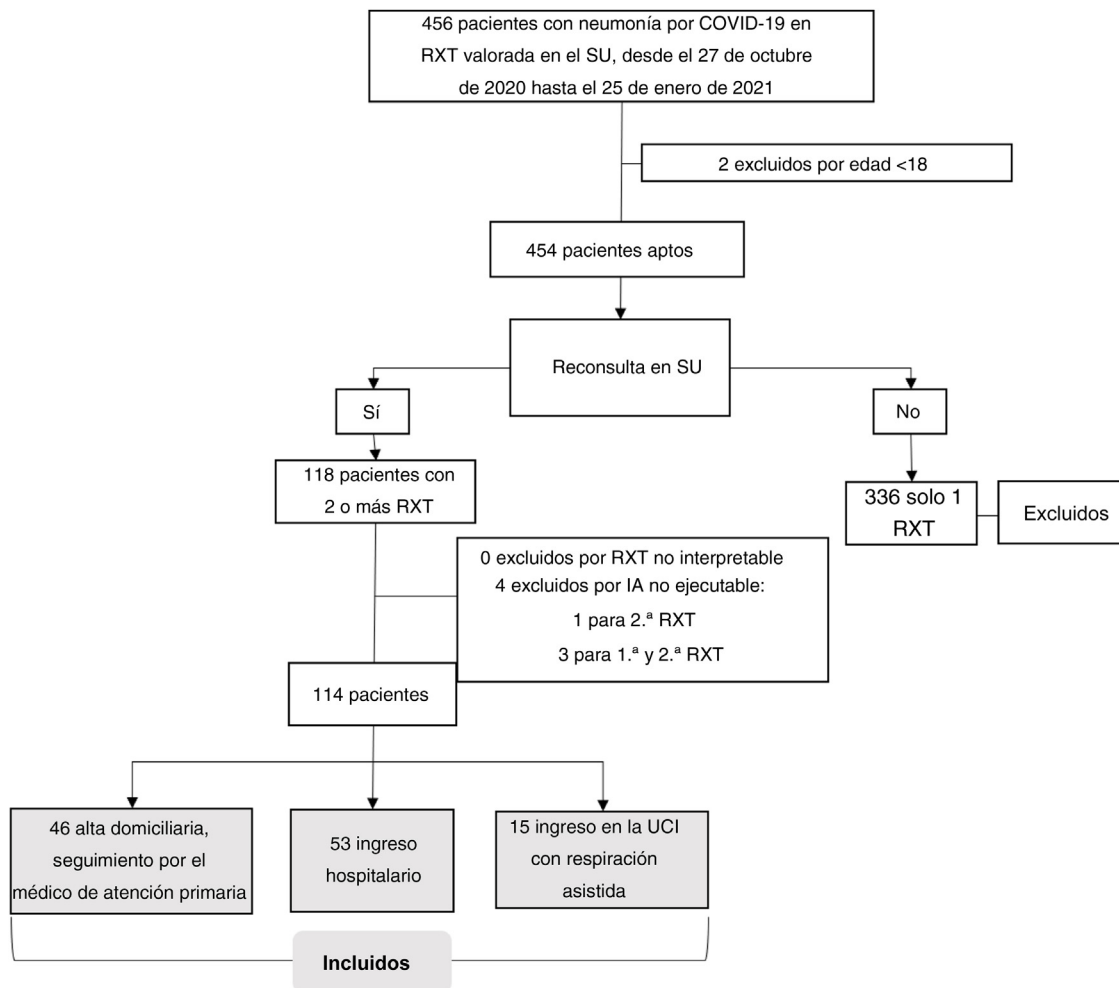 456 pacientes con neumonía por COVID-19 en
RXT valorada en el SU, desde el 27 de octubre
de 2020 hasta el 25 de enero de 2021
2 excluidos por edad <18
454 pacientes aptos
Reconsulta en SU
Sí
No
118 pacientes con
2 o más RXT
336 solo 1
RXT
Excluidos
0 excluidos por RXT no interpretable
4 excluidos por IA no ejecutable:
1 para 2.ª RXT
3 para 1.ª y 2.ª RXT
114 pacientes
46 alta domiciliaria,
seguimiento por el
médico de atención primaria
53 ingreso
hospitalario
15 ingreso en la UCI
con respiración
asistida
Incluidos